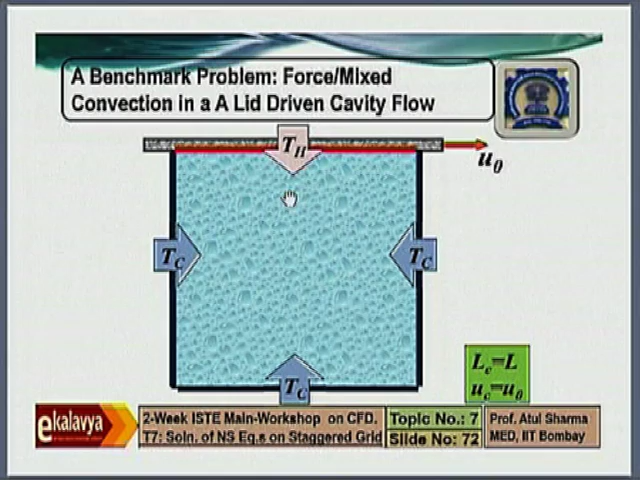 A Benchmark Problem: Force/Mixed
Convection in a A Lid Driven Cavity Flow
T_H
u_0
T_C
T_C
T_C
L_c=L
u_c=u_0
ekalavya
2-Week ISTE Main-Workshop on CFD.
T7: Soln. of NS Eq.s on Staggered Grid
Topic No.: 7
Slide No.: 72
Prof. Atul Sharma
MED, IIT Bombay